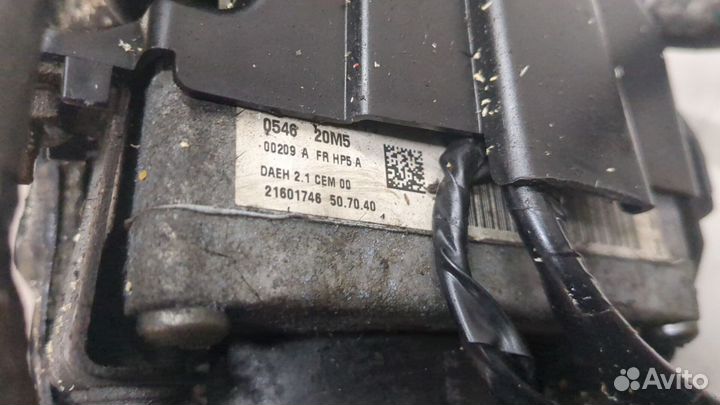 0546 20M5
00209 A FR HP5 A
DAEH 2.1 CEM 00
21601746 50.70.40
Avito